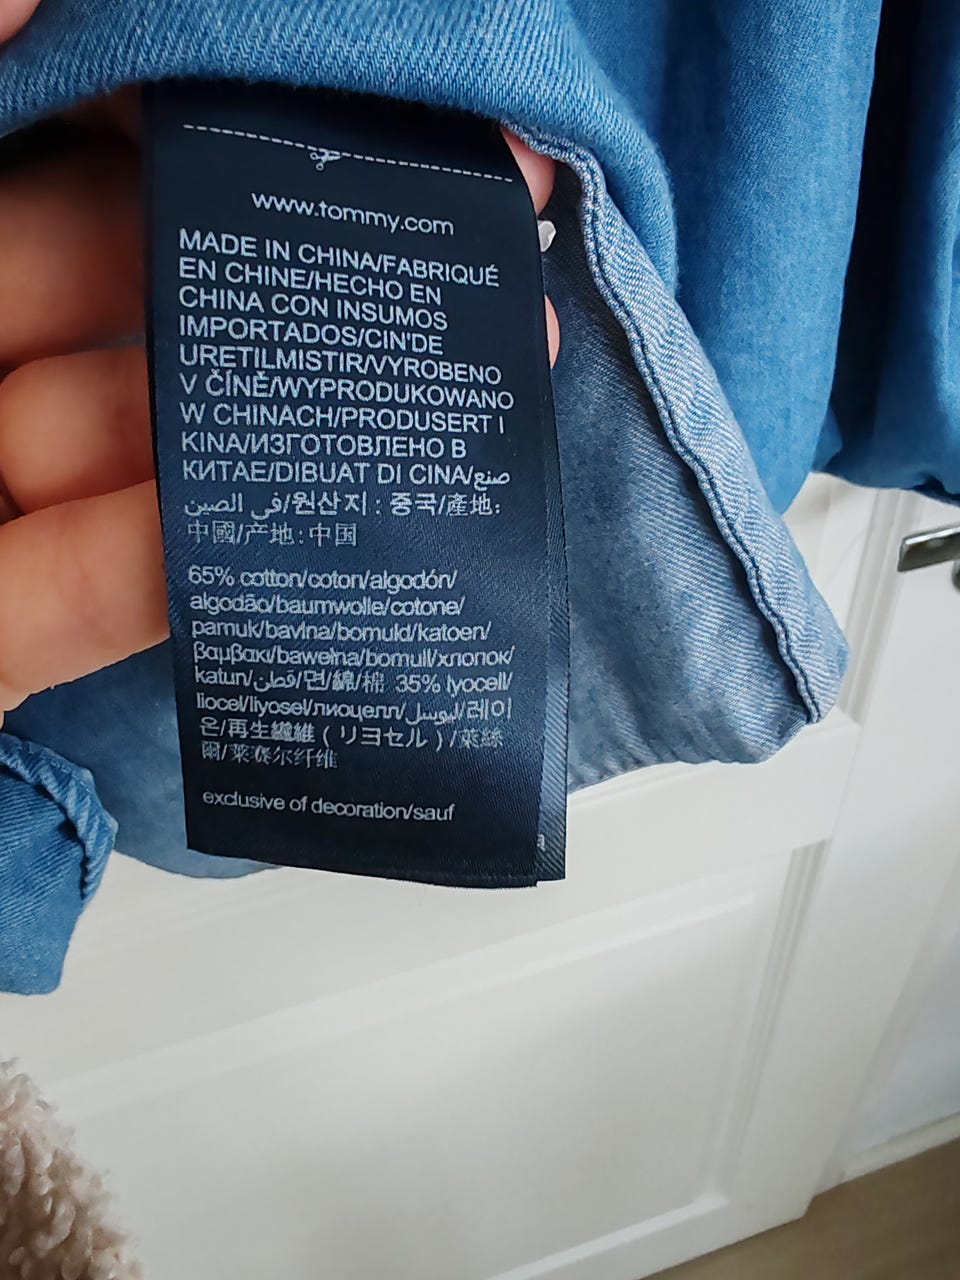 www.tommy.com
MADE IN CHINA/FABRIQUÉ
EN CHINE/HECHO EN
CHINA CON INSUMOS
IMPORTADOS/CIN'DE
URETILMISTIR/VYROBENO
V ČÍNĚ/WYPRODUKOWANO
W CHINACH/PRODUSERT I
KINA/ИЗГОТОВЛЕНО В
КИТАЕ/DIBUAT DI CINA/صنع
في الصين/원산지 : 중국/產地:
中國/产地:中国
65% cotton/coton/algodón/
algodão/baumwolle/cotone/
pamuk/bavlna/bomuld/katoen/
βαμβακι/bawełna/bomull/хлопок/
katun/قطن/면/綿/棉 35% lyocell/
liocel/liyosel/лиоцелл/ليوسل/레이
온/再生繊維 ( リヨセル ) /萊絲
爾/莱赛尔纤维
exclusive of decoration/sauf